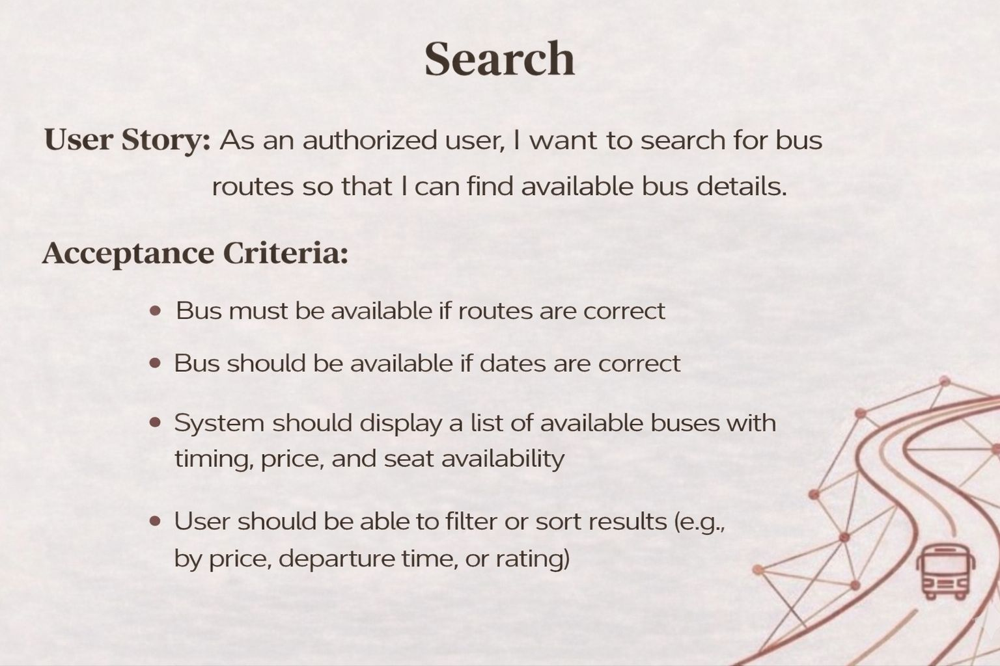 Search
User Story: As an authorized user, I want to search for bus
routes so that I can find available bus details.
Acceptance Criteria:
• Bus must be available if routes are correct
• Bus should be available if dates are correct
• System should display a list of available buses with
timing, price, and seat availability
• User should be able to filter or sort results (e.g.,
by price, departure time, or rating)